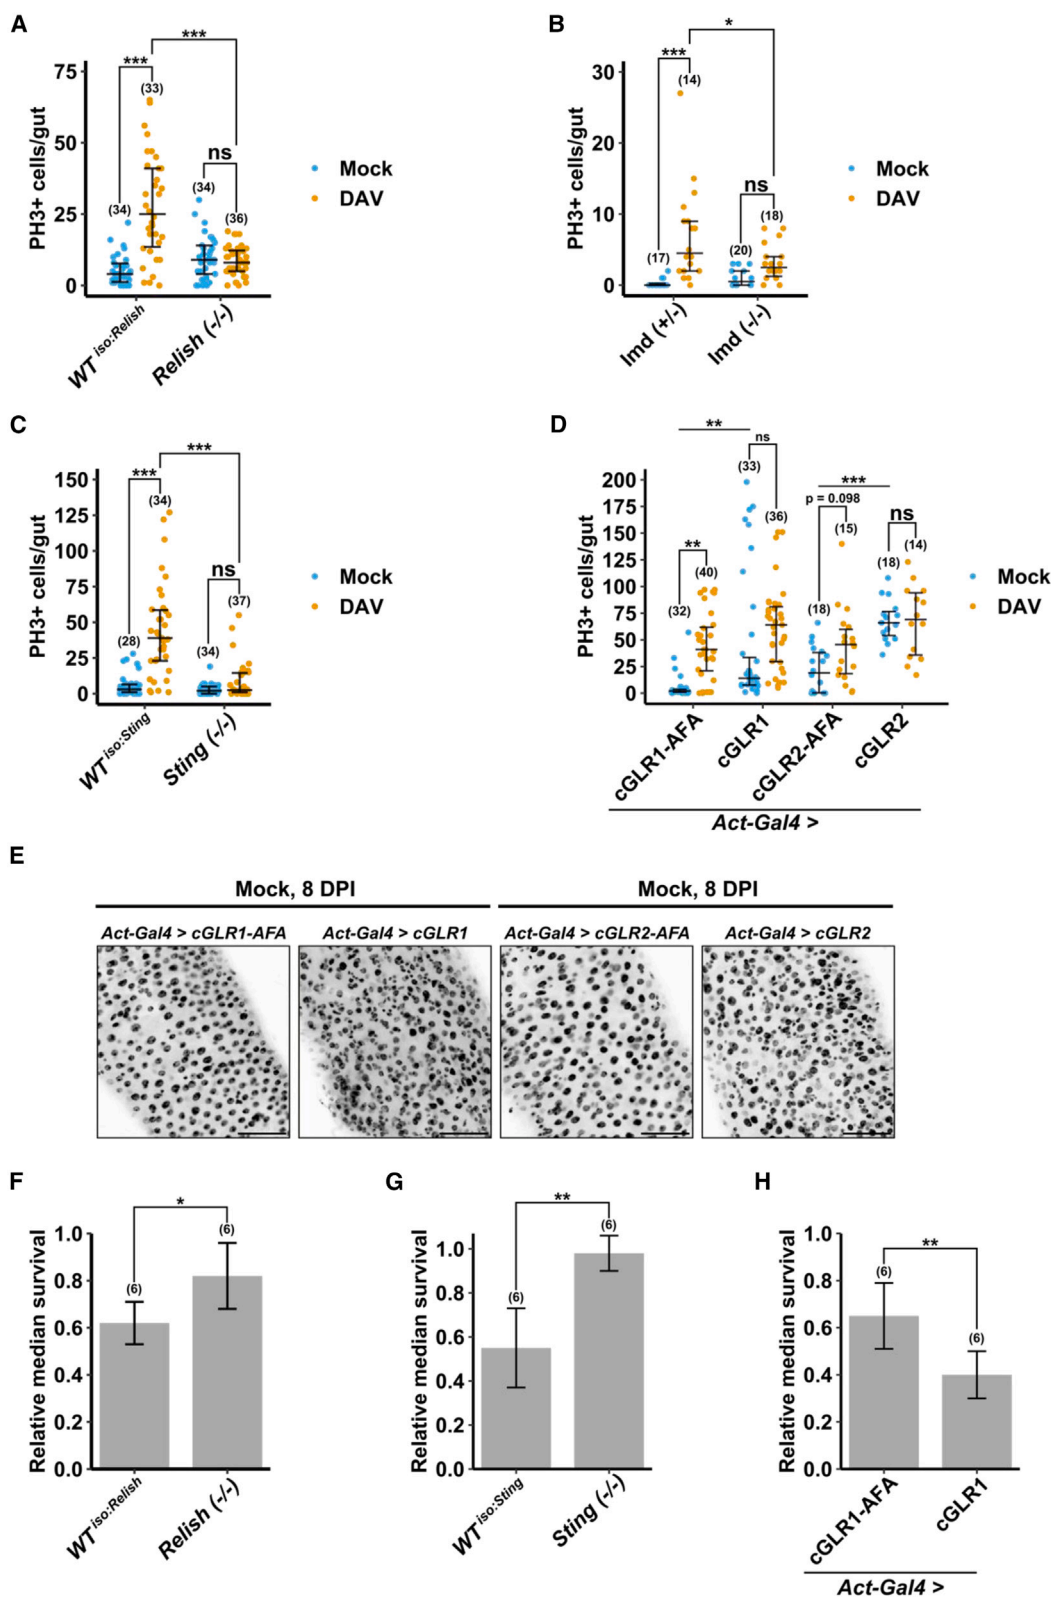 A
PH3+ cells/gut
75
50
25
0
***
***
ns
(34)
(33)
(34)
(36)
Mock
DAV
WT iso:Relish
Relish (-/-)
B
PH3+ cells/gut
30
20
10
0
***
*
ns
(17)
(14)
(20)
(18)
Mock
DAV
Imd (+/-)
Imd (-/-)
C
PH3+ cells/gut
150
125
100
75
50
25
0
***
***
ns
(28)
(34)
(34)
(37)
Mock
DAV
WT iso:Sting
Sting (-/-)
D
PH3+ cells/gut
200
175
150
125
100
75
50
25
0
**
ns
***
p = 0.098
**
ns
(32)
(40)
(33)
(36)
(18)
(15)
(18)
(14)
Mock
DAV
cGLR1-AFA
cGLR1
cGLR2-AFA
cGLR2
Act-Gal4 >
E
Mock, 8 DPI
Mock, 8 DPI
Act-Gal4 > cGLR1-AFA
Act-Gal4 > cGLR1
Act-Gal4 > cGLR2-AFA
Act-Gal4 > cGLR2
F
Relative median survival
1.0
0.8
0.6
0.4
0.2
0.0
*
(6)
(6)
WT iso:Relish
Relish (-/-)
G
Relative median survival
1.0
0.8
0.6
0.4
0.2
0.0
**
(6)
(6)
WT iso:Sting
Sting (-/-)
H
Relative median survival
1.0
0.8
0.6
0.4
0.2
0.0
**
(6)
(6)
cGLR1-AFA
cGLR1
Act-Gal4 >